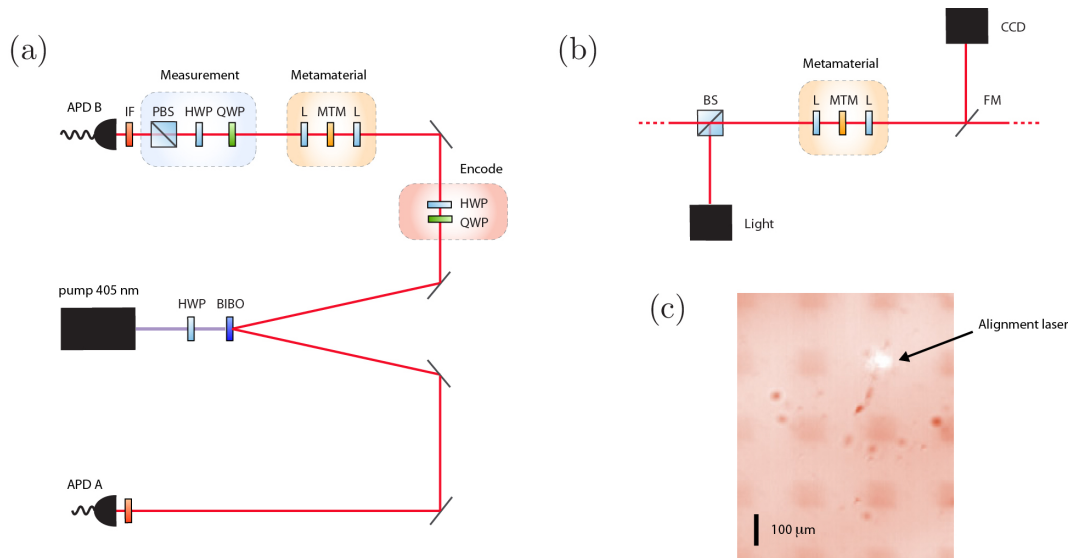 (a)
Measurement
Metamaterial
APD B
IF
PBS
HWP
QWP
L
MTM
L
Encode
HWP
QWP
pump 405 nm
HWP
BIBO
APD A
(b)
CCD
Metamaterial
BS
L
MTM
L
FM
Light
(c)
Alignment laser
100 μm